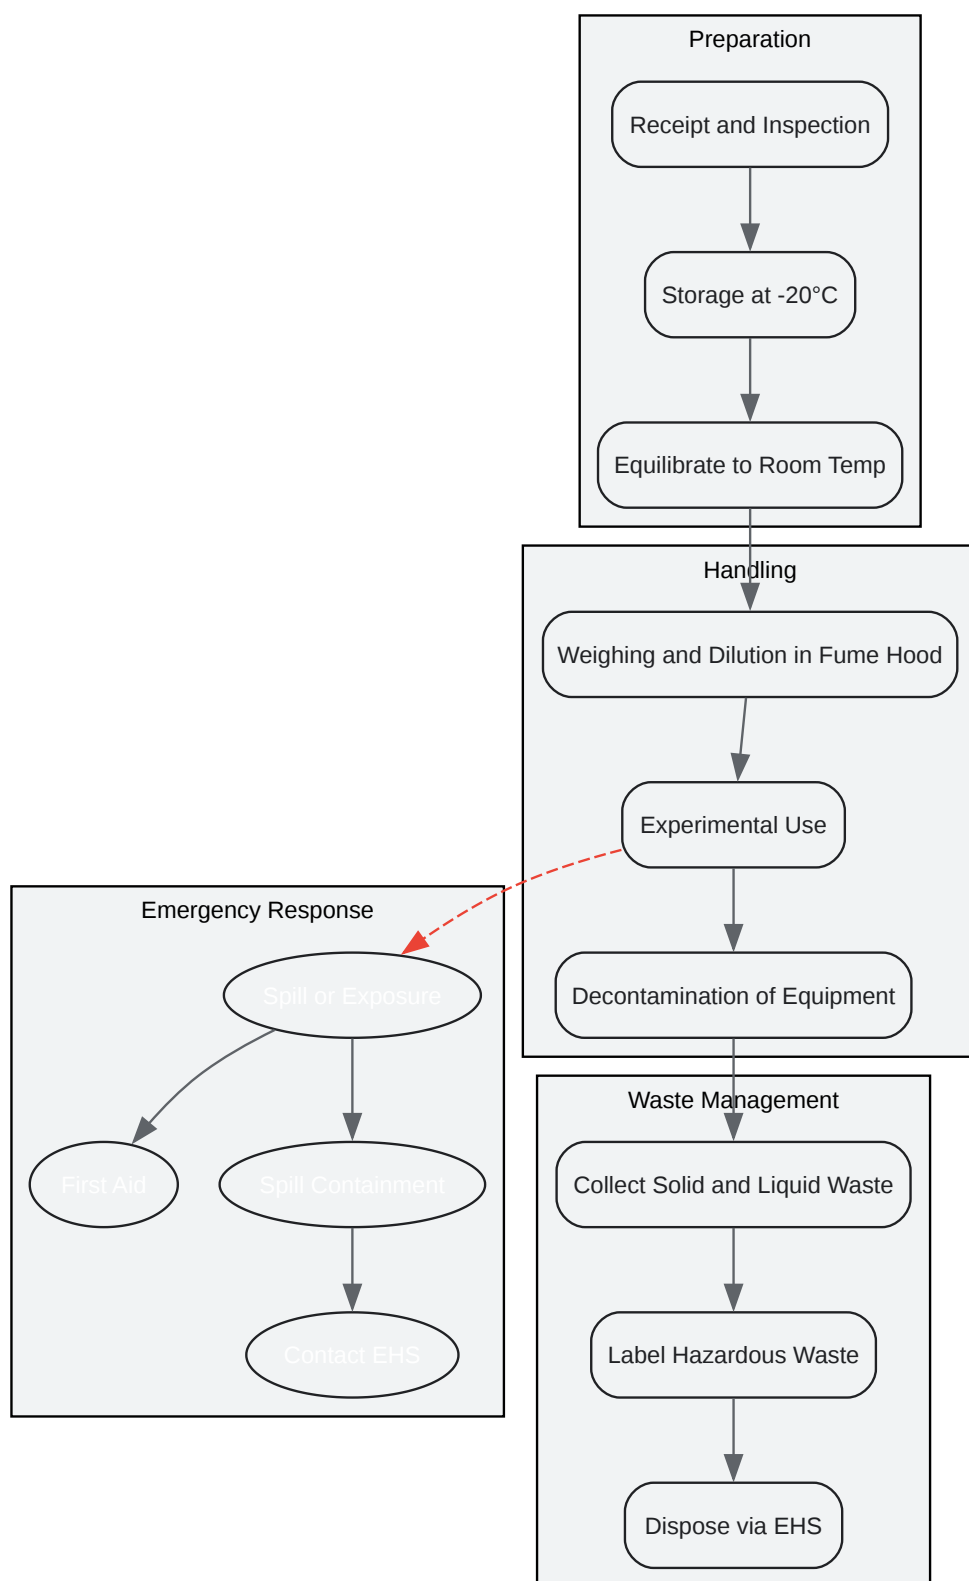 Preparation
Receipt and Inspection
Storage at -20°C
Equilibrate to Room Temp
Handling
Weighing and Dilution in Fume Hood
Experimental Use
Decontamination of Equipment
Emergency Response
Spill or Exposure
First Aid
Spill Containment
Contact EHS
Waste Management
Collect Solid and Liquid Waste
Label Hazardous Waste
Dispose via EHS